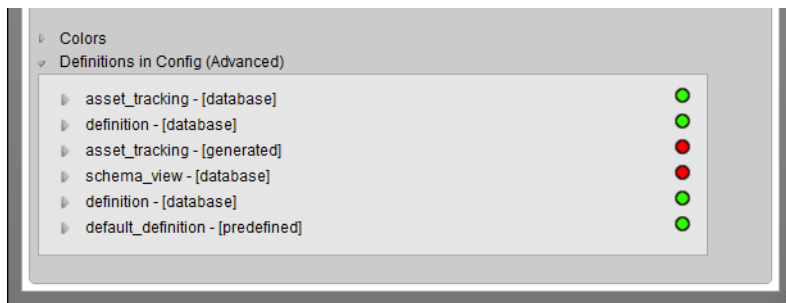 Colors
Definitions in Config (Advanced)
asset_tracking - [database]
definition - [database]
asset_tracking - [generated]
schema_view - [database]
definition - [database]
default_definition - [predefined]